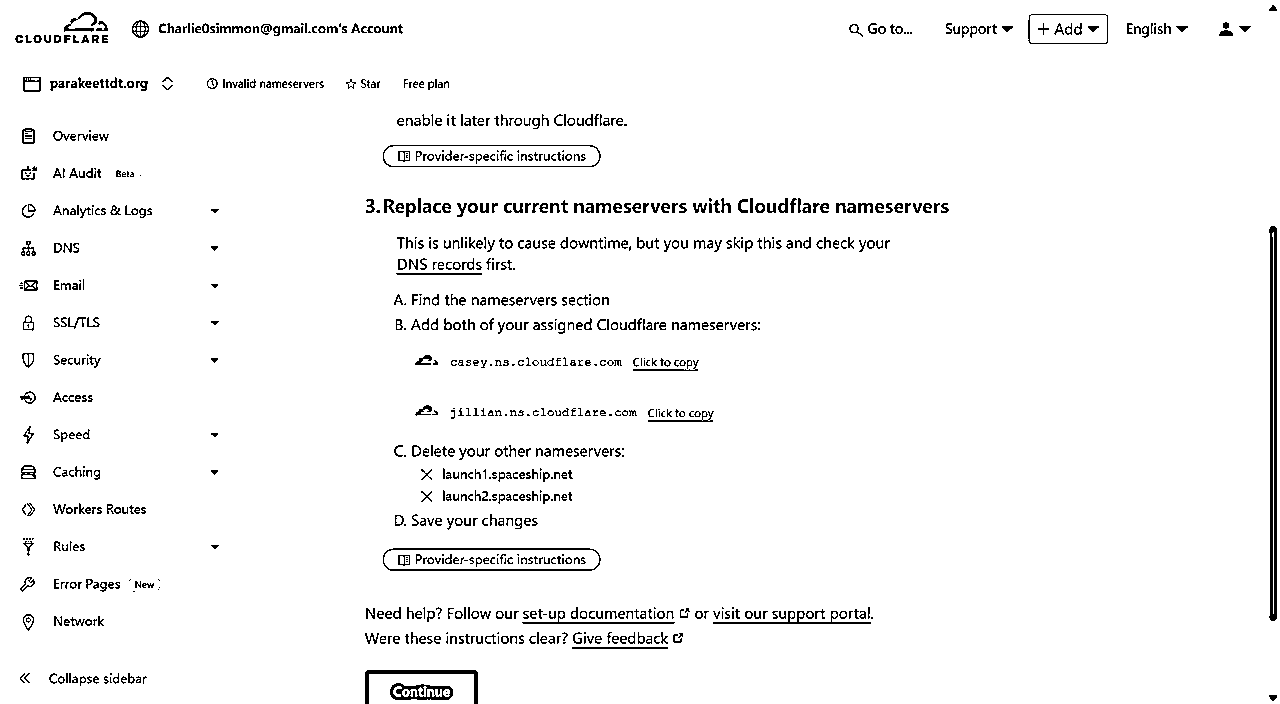 CLOUDFLARE
Charlie0simmon@gmail.com's Account
Go to...
Support
+ Add
English
parakeettdt.org
Invalid nameservers
Star
Free plan
Overview
AI Audit Beta
Analytics & Logs
DNS
Email
SSL/TLS
Security
Access
Speed
Caching
Workers Routes
Rules
Error Pages New
Network
Collapse sidebar
enable it later through Cloudflare.
Provider-specific instructions
3. Replace your current nameservers with Cloudflare nameservers
This is unlikely to cause downtime, but you may skip this and check your
DNS records first.
A. Find the nameservers section
B. Add both of your assigned Cloudflare nameservers:
casey.ns.cloudflare.com Click to copy
jillian.ns.cloudflare.com Click to copy
C. Delete your other nameservers:
launch1.spaceship.net
launch2.spaceship.net
D. Save your changes
Provider-specific instructions
Need help? Follow our set-up documentation or visit our support portal.
Were these instructions clear? Give feedback
Continue